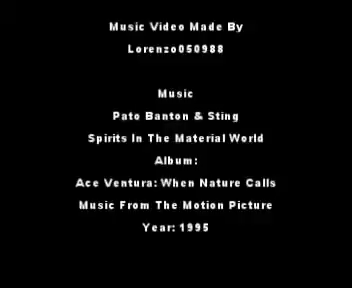 Music Video Made By
Lorenzo050988
Music
Pato Banton & Sting
Spirits In The Material World
Album:
Ace Ventura: When Nature Calls
Music From The Motion Picture
Year: 1995